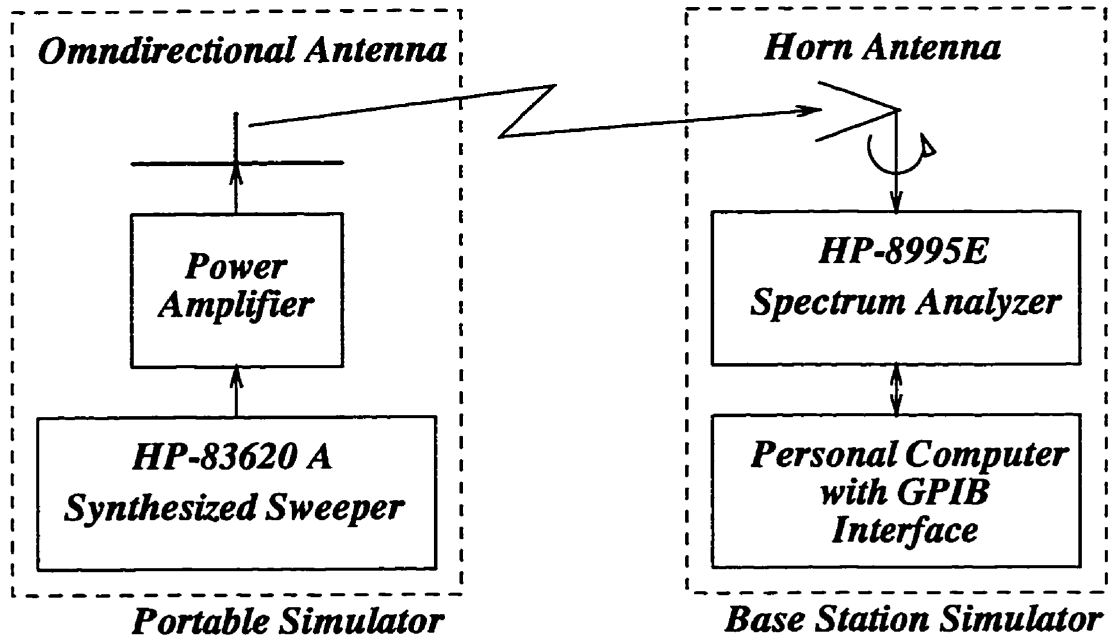 Omndirectional Antenna
Power
Amplifier
HP-83620 A
Synthesized Sweeper
Portable Simulator
Horn Antenna
HP-8995E
Spectrum Analyzer
Personal Computer
with GPIB
Interface
Base Station Simulator